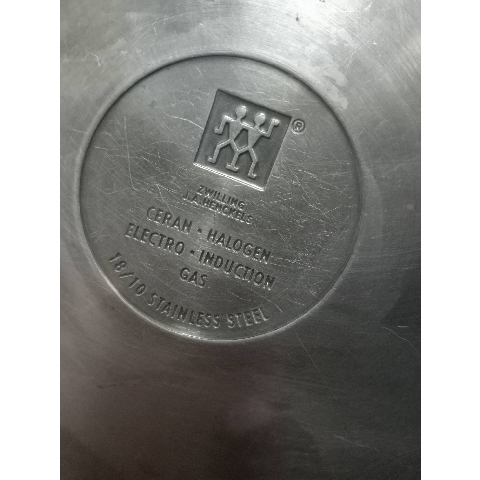 ®
ZWILLING
J.A.HENCKELS
CERAN • HALOGEN
ELECTRO • INDUCTION
GAS
18/10 STAINLESS STEEL